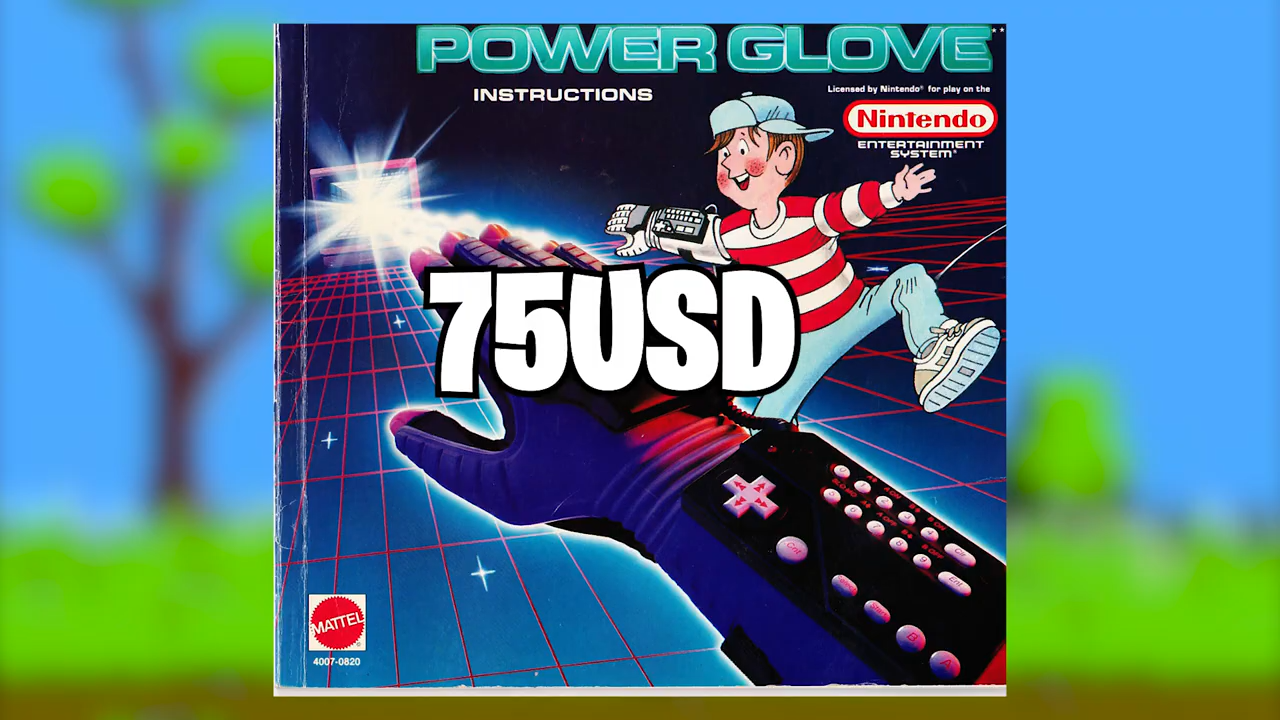 POWER GLOVE
INSTRUCTIONS
Licensed by Nintendo® for play on the
Nintendo
ENTERTAINMENT
SYSTEM®
75USD
MATTEL
4007-0820